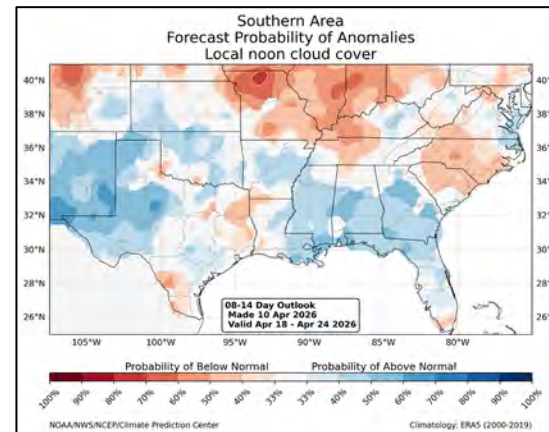 Southern Area
Forecast Probability of Anomalies
Local noon cloud cover
40°N 40°N
38°N 38°N
36°N 36°N
34°N 34°N
32°N 32°N
30°N 30°N
28°N 28°N
26°N 26°N
08-14 Day Outlook
Made 10 Apr 2026
Valid Apr 18 - Apr 24 2026
105°W 100°W 95°W 90°W 85°W 80°W
Probability of Below Normal Probability of Above Normal
100% 90% 80% 70% 60% 50% 40% 33% 33% 40% 50% 60% 70% 80% 90% 100%
NOAA/NWS/NCEP/Climate Prediction Center Climatology: ERA5 (2000-2019)